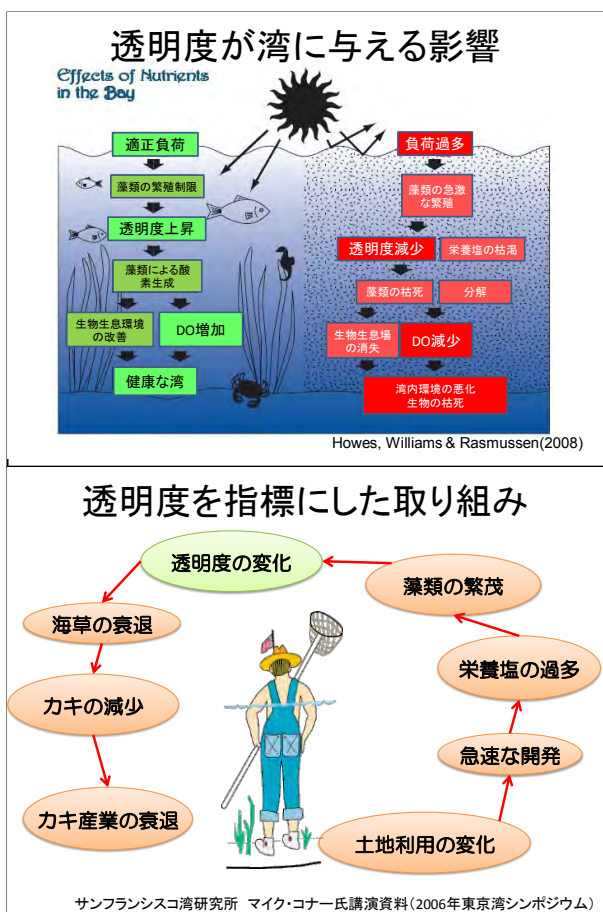 透明度が湾に与える影響
Effects of Nutrients
in the Bay
適正負荷
藻類の繁殖制限
透明度上昇
藻類による酸
素生成
生物生息環境
の改善
DO増加
健康な湾
負荷過多
藻類の急激
な繁殖
透明度減少
栄養塩の枯渇
藻類の枯死
分解
生物生息場
の消失
DO減少
湾内環境の悪化
生物の枯死
Howes, Williams & Rasmussen(2008)
透明度を指標にした取り組み
透明度の変化
藻類の繁茂
海草の衰退
栄養塩の過多
カキの減少
急速な開発
カキ産業の衰退
土地利用の変化
サンフランシスコ湾研究所 マイク・コナー氏講演資料(2006年東京湾シンポジウム)